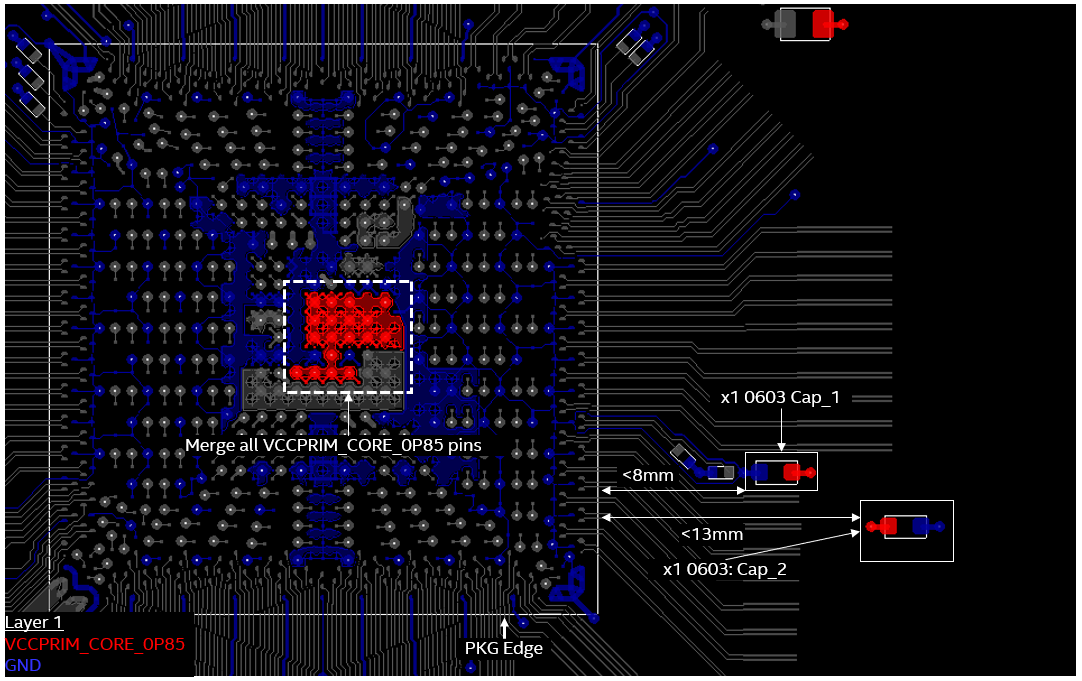 x1 0603 Cap_1
Merge all VCCPRIM_CORE_0P85 pins
<8mm
<13mm
x1 0603: Cap_2
Layer 1
VCCPRIM_CORE_0P85
GND
PKG Edge